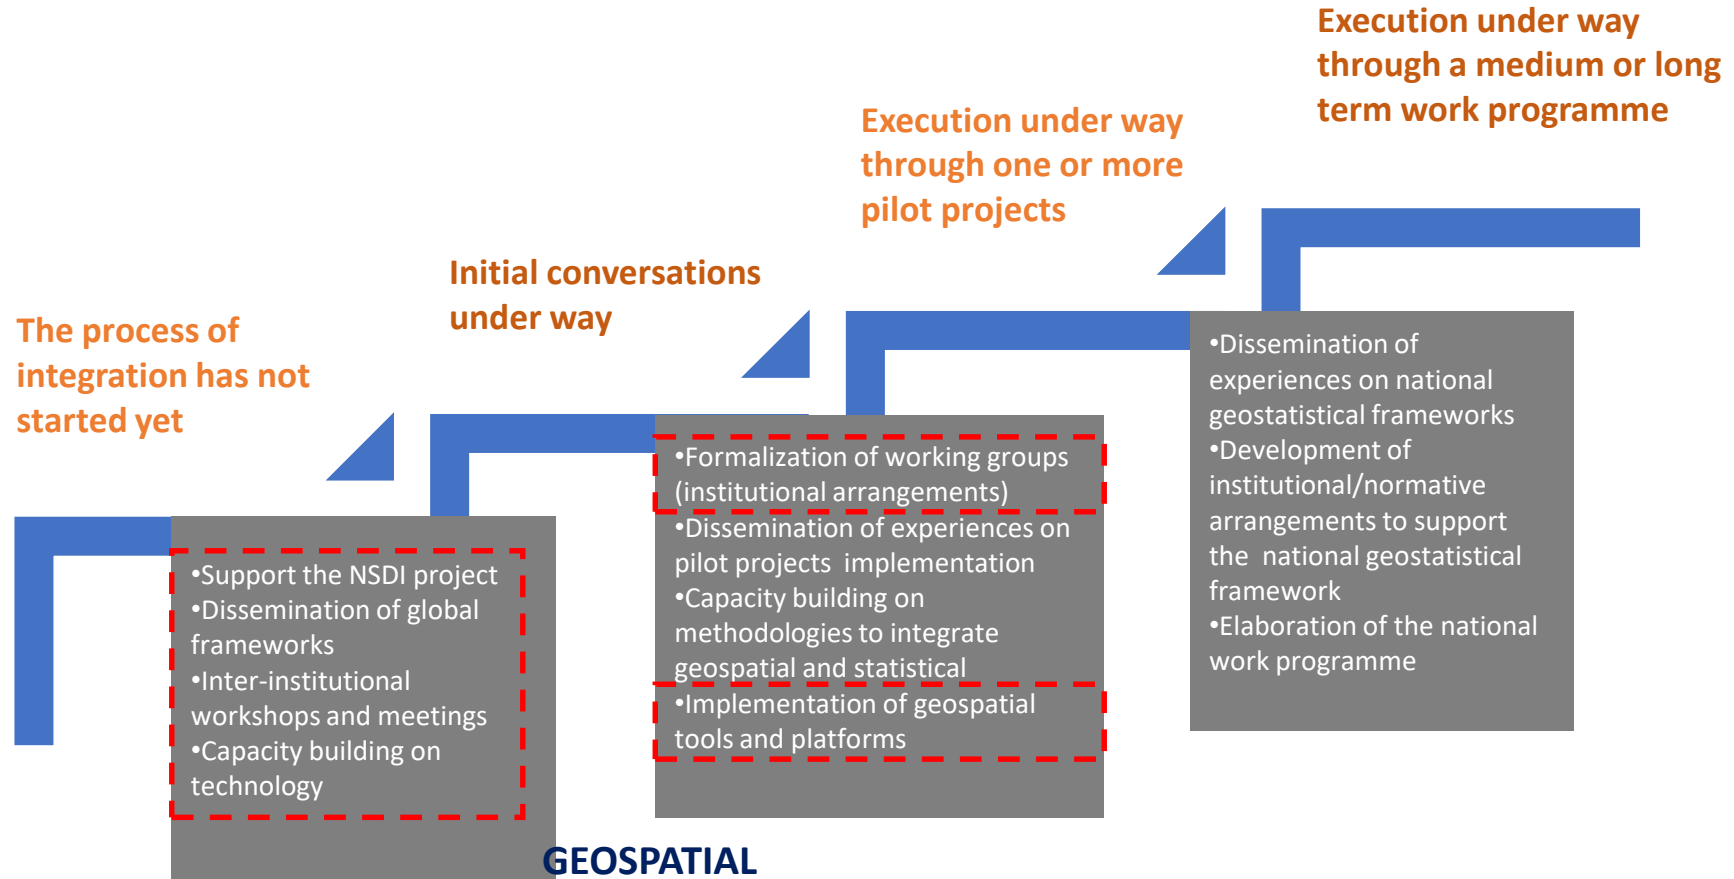 The process of
integration has not
started yet
Initial conversations
under way
Execution under way
through one or more
pilot projects
Execution under way
through a medium or long
term work programme
•Support the NSDI project
•Dissemination of global
frameworks
•Inter-institutional
workshops and meetings
•Capacity building on
technology
•Formalization of working groups
(institutional arrangements)
•Dissemination of experiences on
pilot projects  implementation
•Capacity building on
methodologies to integrate
geospatial and statistical
•Implementation of geospatial
tools and platforms
•Dissemination of
experiences on national
geostatistical frameworks
•Development of
institutional/normative
arrangements to support
the  national geostatistical
framework
•Elaboration of the national
work programme
GEOSPATIAL